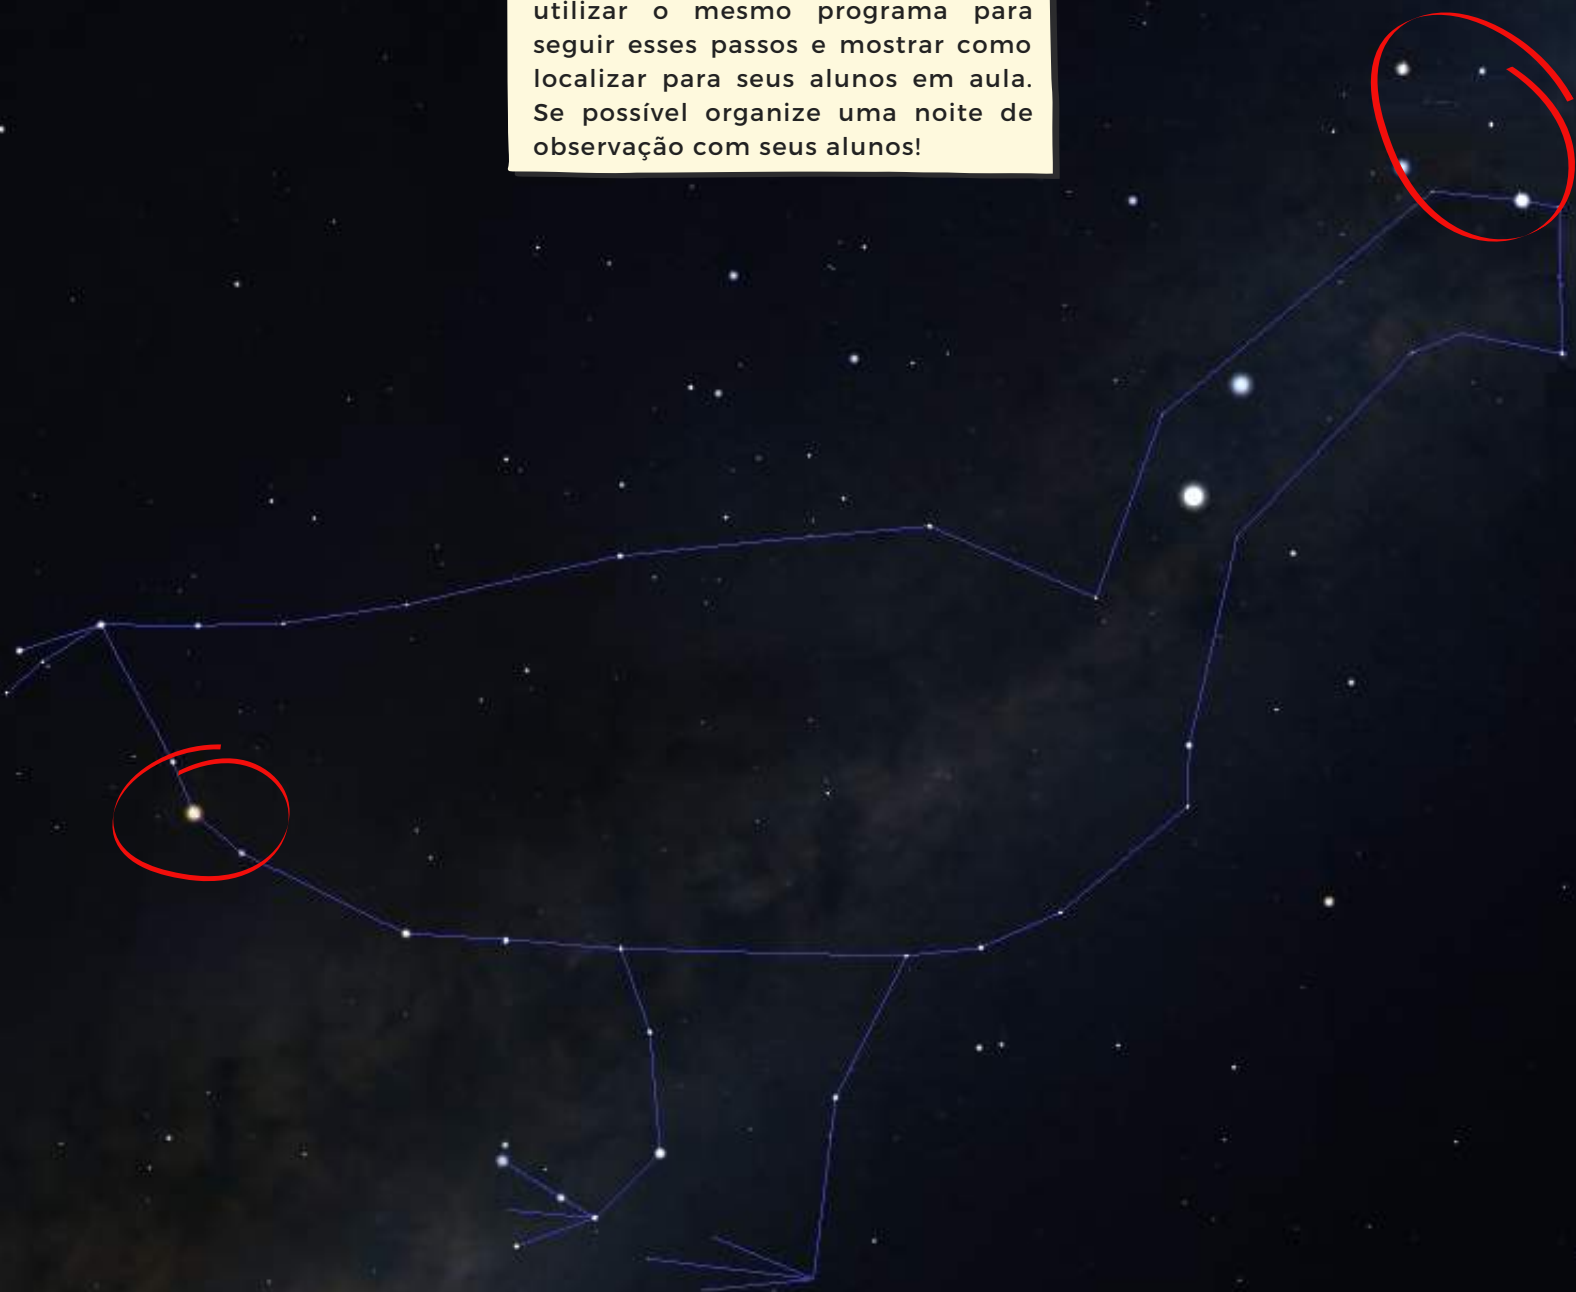 utilizar o mesmo programa para
seguir esses passos e mostrar como
localizar para seus alunos em aula.
Se possível organize uma noite de
observação com seus alunos!